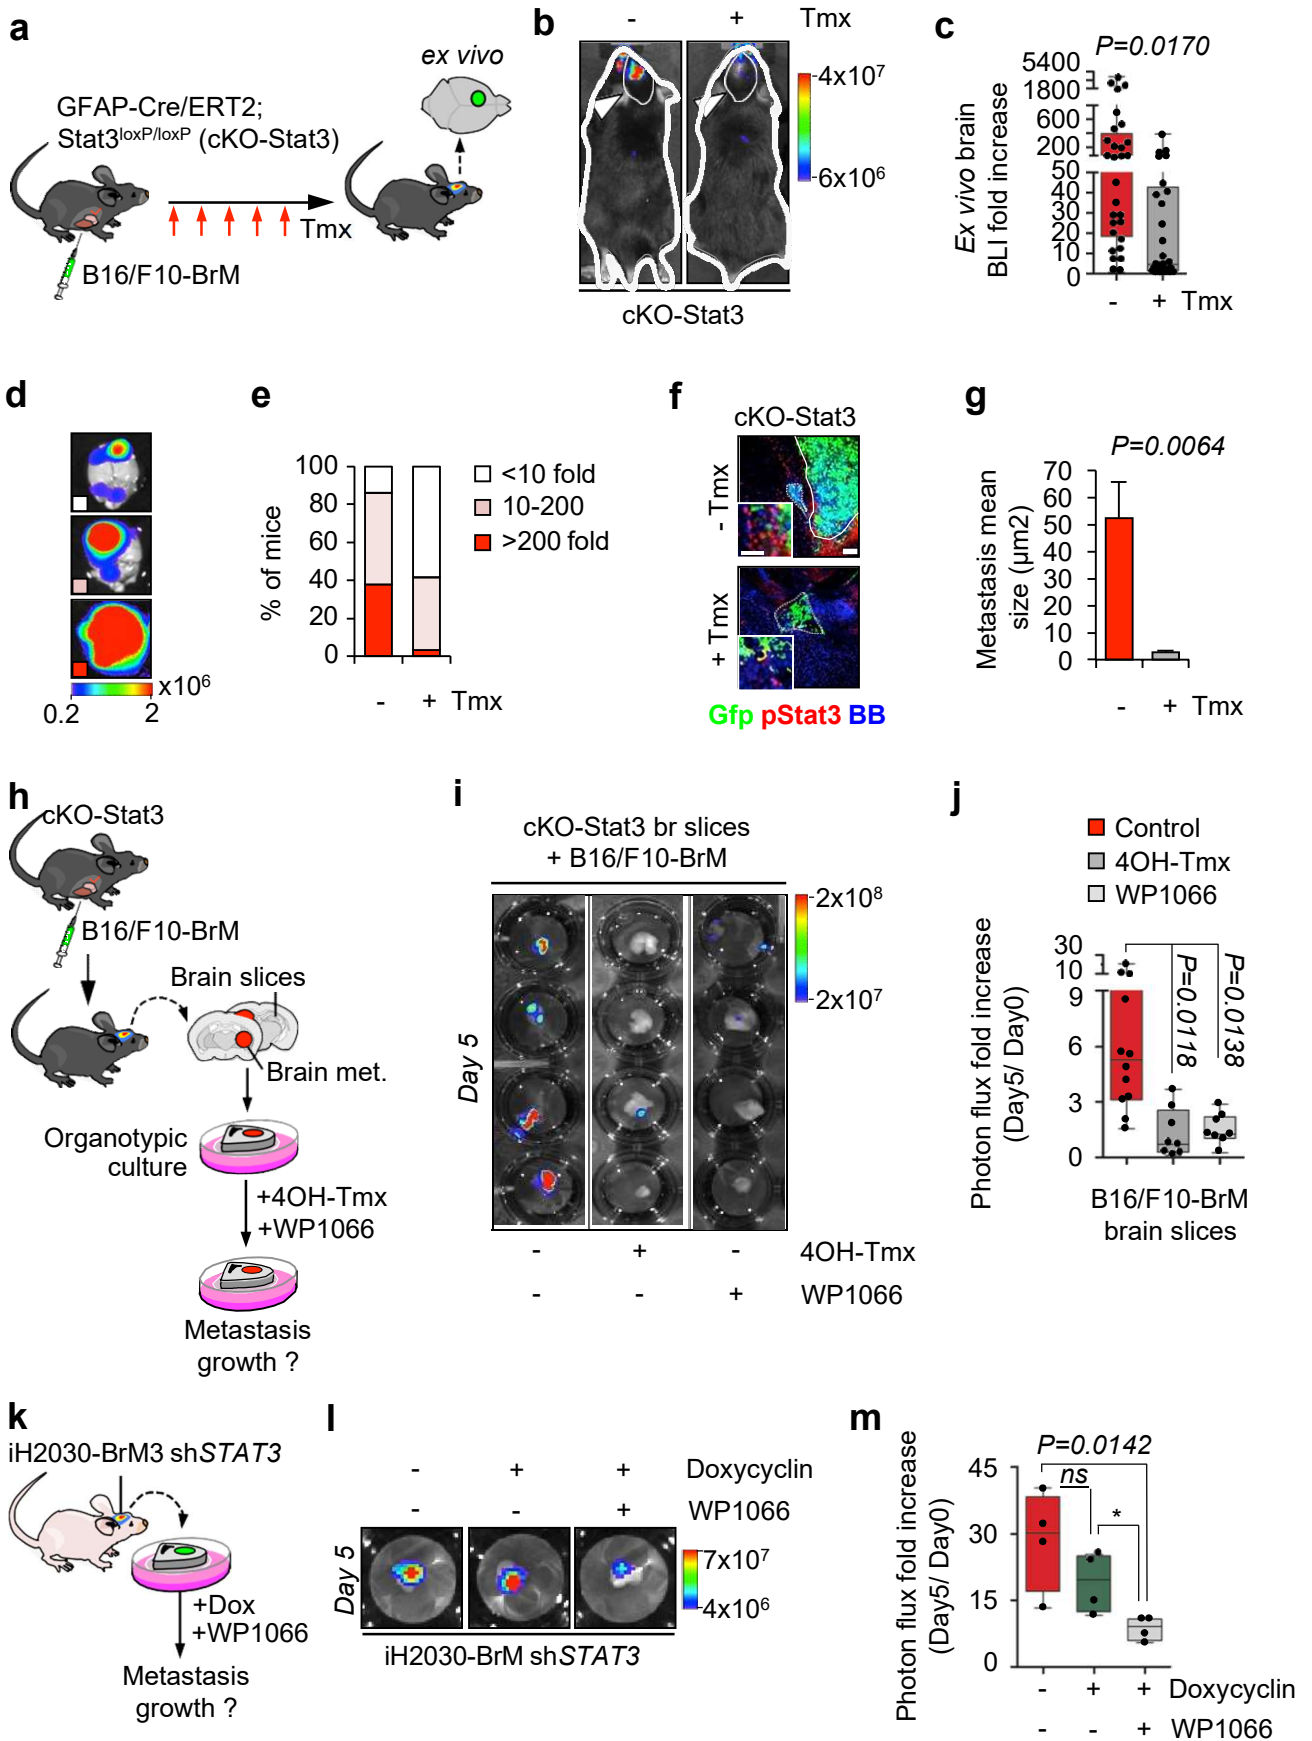 a
ex vivo
GFAP-Cre/ERT2;
Stat3loxP/loxP (cKO-Stat3)
Tmx
B16/F10-BrM
b
- + Tmx
4x10⁷
6x10⁶
cKO-Stat3
c
P=0.0170
Ex vivo brain
BLI fold increase
5400
1800
600
200
50
40
30
20
10
0
- + Tmx
d
x10⁶
0.2 2
e
% of mice
100
80
60
40
20
0
<10 fold
10-200
>200 fold
- + Tmx
f
cKO-Stat3
- Tmx
+ Tmx
Gfp pStat3 BB
g
P=0.0064
Metastasis mean
size (µm2)
70
60
50
40
30
20
10
0
- + Tmx
h
cKO-Stat3
B16/F10-BrM
Brain slices
Brain met.
Organotypic
culture
+4OH-Tmx
+WP1066
Metastasis
growth ?
i
cKO-Stat3 br slices
+ B16/F10-BrM
Day 5
2x10⁸
2x10⁷
- + - 4OH-Tmx
- - + WP1066
j
Control
4OH-Tmx
WP1066
Photon flux fold increase
(Day5/ Day0)
30
10
9
6
3
0
P=0.0118
P=0.0138
B16/F10-BrM
brain slices
k
iH2030-BrM3 shSTAT3
+Dox
+WP1066
Metastasis
growth ?
l
- + + Doxycyclin
- - + WP1066
Day 5
7x10⁷
4x10⁶
iH2030-BrM shSTAT3
m
P=0.0142
ns
*
Photon flux fold increase
(Day5/ Day0)
45
30
15
0
- + + Doxycyclin
- - + WP1066